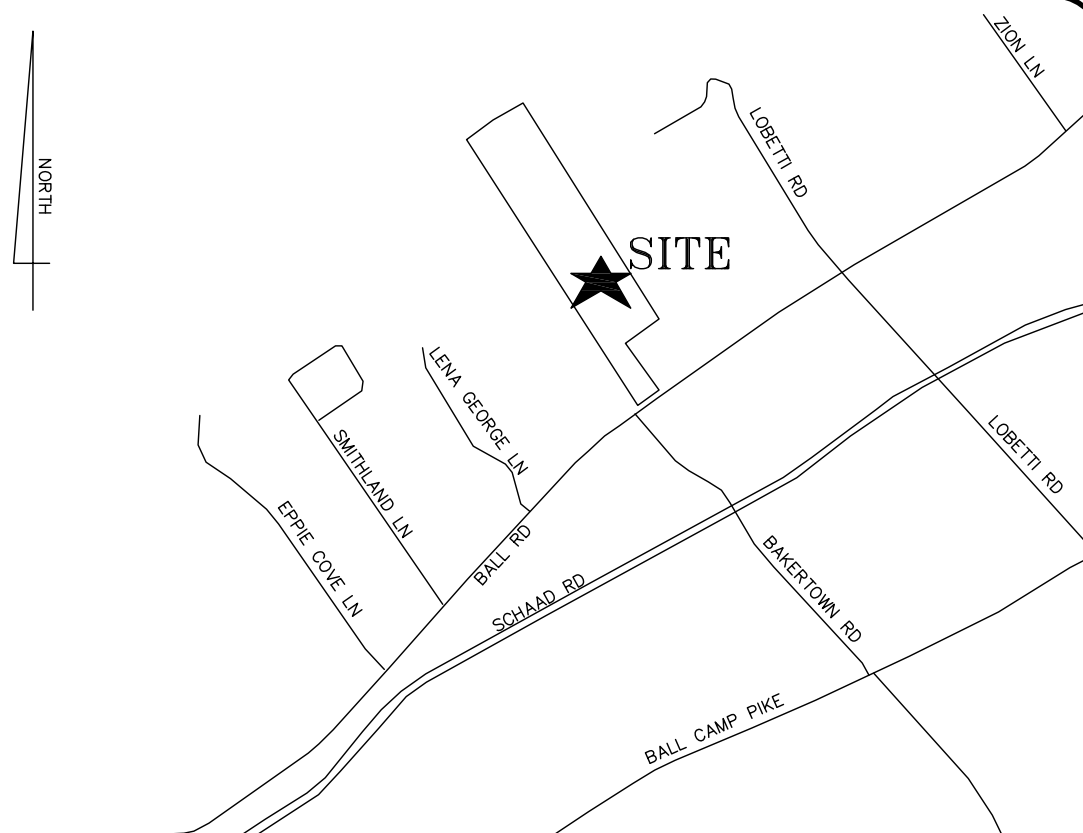 ZION LN
LOBETTI RD
NORTH
SITE
LENA GEORGE LN
SMITHLAND LN
LOBETTI RD
EPPIE COVE LN
BALL RD
BAKERTOWN RD
SCHAAD RD
BALL CAMP PIKE